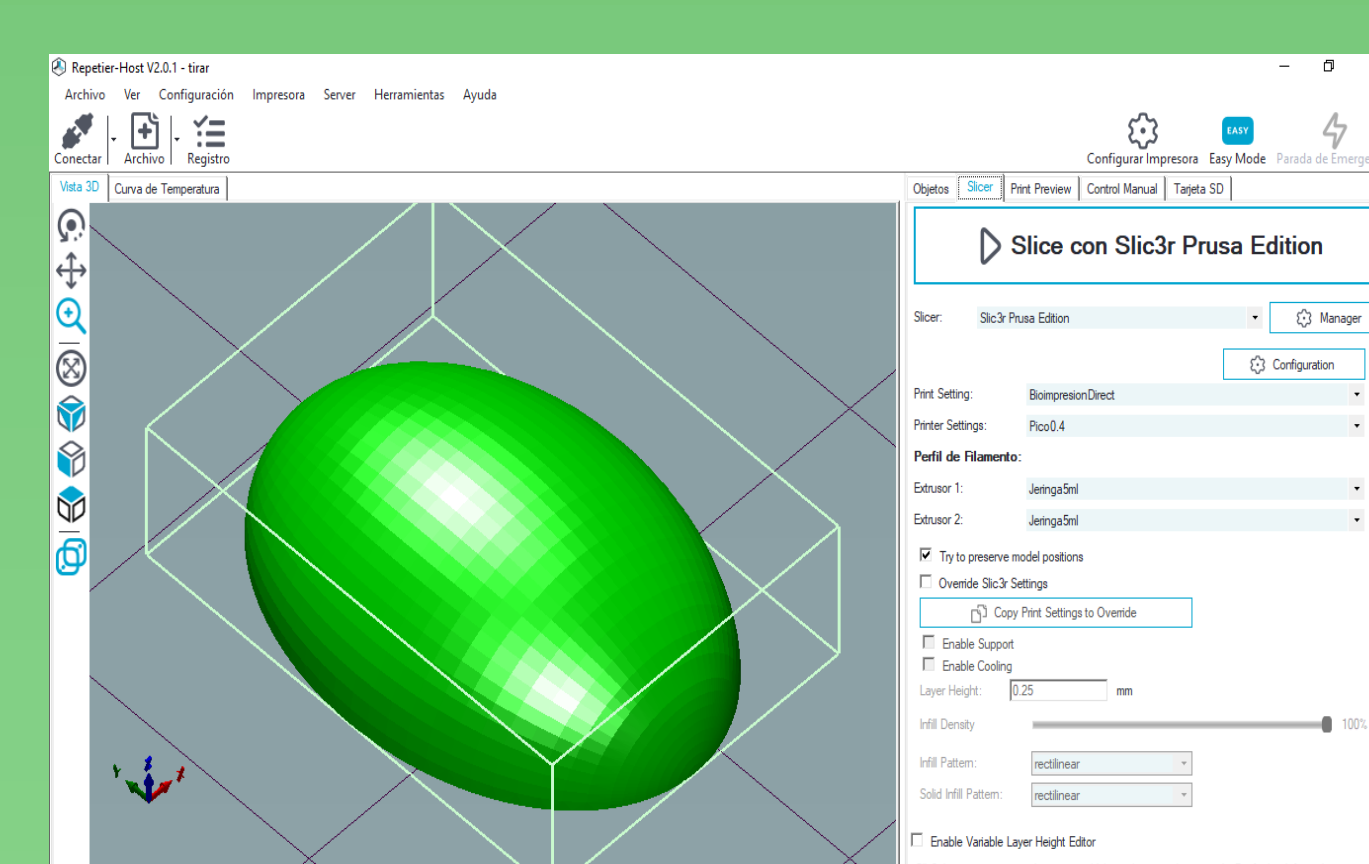 Repetier-Host V2.0.1 - tirar
Archivo Ver Configuración Impresora Server Herramientas Ayuda
EASY
Conectar Archivo Registro Configurar Impresora Easy Mode Parada de Emerge
Vista 3D Curva de Temperatura Objetos Slicer Print Preview Control Manual Tarjeta SD
Slice con Slic3r Prusa Edition
Slicer: Slic3r Prusa Edition Manager
Configuration
Print Setting: BioimpresionDirect
Printer Settings: Pico0.4
Perfil de Filamento:
Extrusor 1: Jeringa5ml
Extrusor 2: Jeringa5ml
Try to preserve model positions
Override Slic3r Settings
Copy Print Settings to Override
Enable Support
Enable Cooling
Layer Height: 0.25 mm
Infill Density 100%
Infill Pattern: rectilinear
Solid Infill Pattern: rectilinear
Enable Variable Layer Height Editor
Y Z X